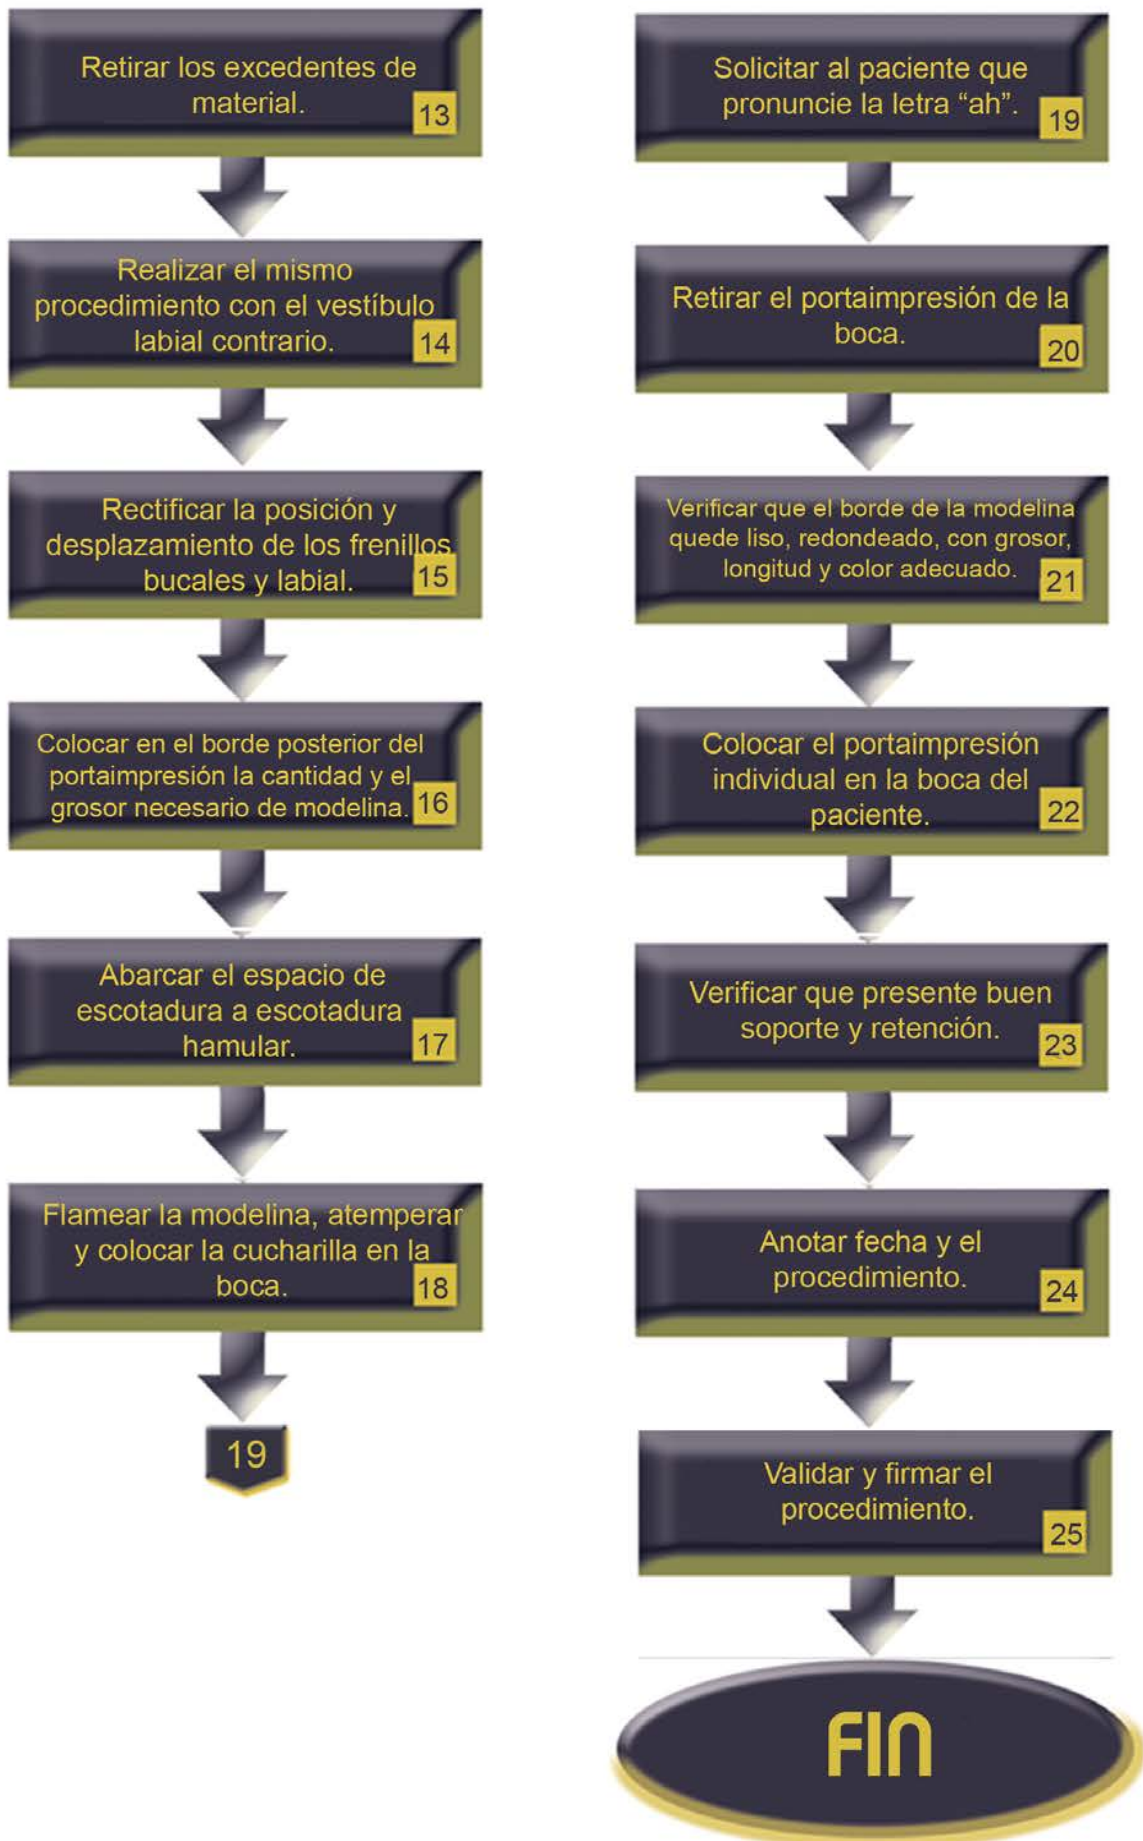 Retirar los excedentes de
material.
13
Realizar el mismo
procedimiento con el vestíbulo
labial contrario.
14
Rectificar la posición y
desplazamiento de los frenillos
bucales y labial.
15
Colocar en el borde posterior del
portaimpresión la cantidad y el
grosor necesario de modelina.
16
Abarcar el espacio de
escotadura a escotadura
hamular.
17
Flamear la modelina, atemperar
y colocar la cucharilla en la
boca.
18
19
Solicitar al paciente que
pronuncie la letra “ah”.
19
Retirar el portaimpresión de la
boca.
20
Verificar que el borde de la modelina
quede liso, redondeado, con grosor,
longitud y color adecuado.
21
Colocar el portaimpresión
individual en la boca del
paciente.
22
Verificar que presente buen
soporte y retención.
23
Anotar fecha y el
procedimiento.
24
Validar y firmar el
procedimiento.
25
FIN